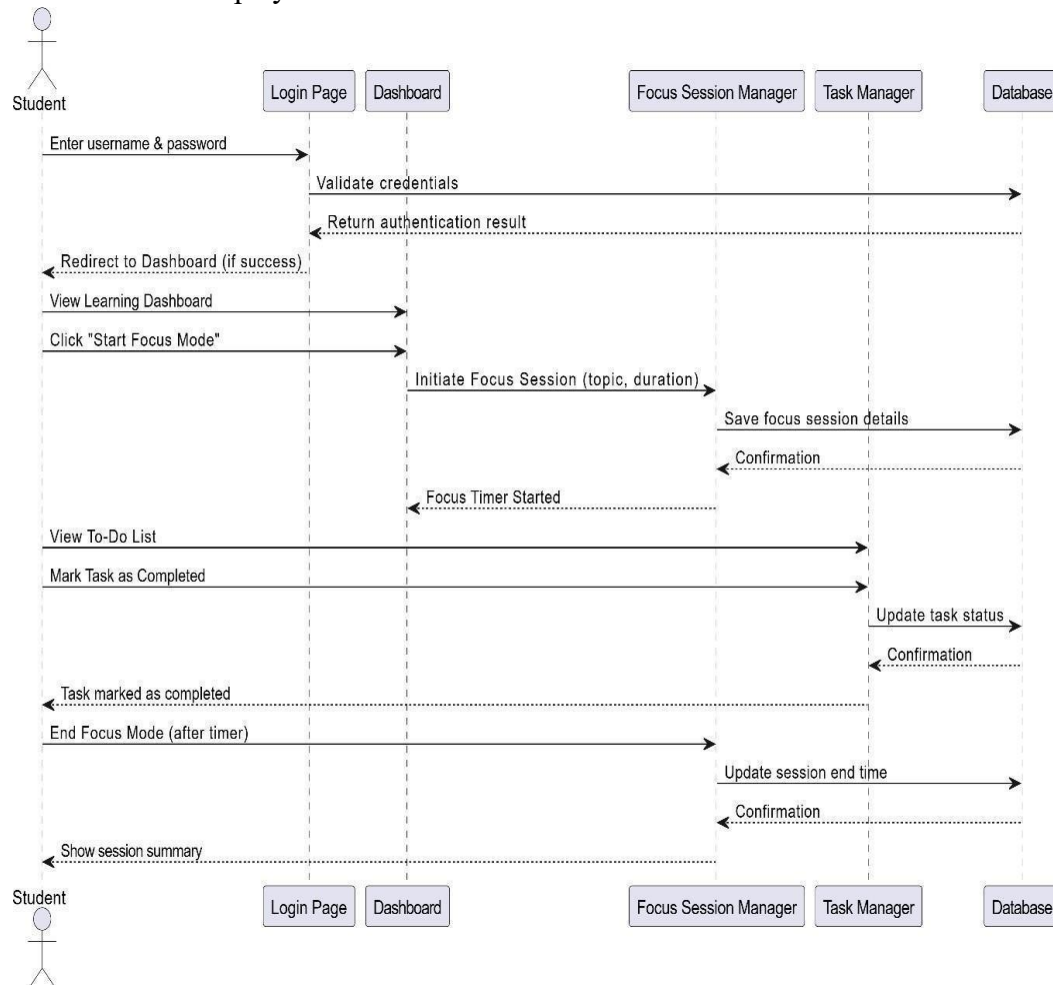 Student
Login Page
Dashboard
Focus Session Manager
Task Manager
Database
Enter username & password
Validate credentials
Return authentication result
Redirect to Dashboard (if success)
View Learning Dashboard
Click "Start Focus Mode"
Initiate Focus Session (topic, duration)
Save focus session details
Confirmation
Focus Timer Started
View To-Do List
Mark Task as Completed
Update task status
Confirmation
Task marked as completed
End Focus Mode (after timer)
Update session end time
Confirmation
Show session summary
Student
Login Page
Dashboard
Focus Session Manager
Task Manager
Database